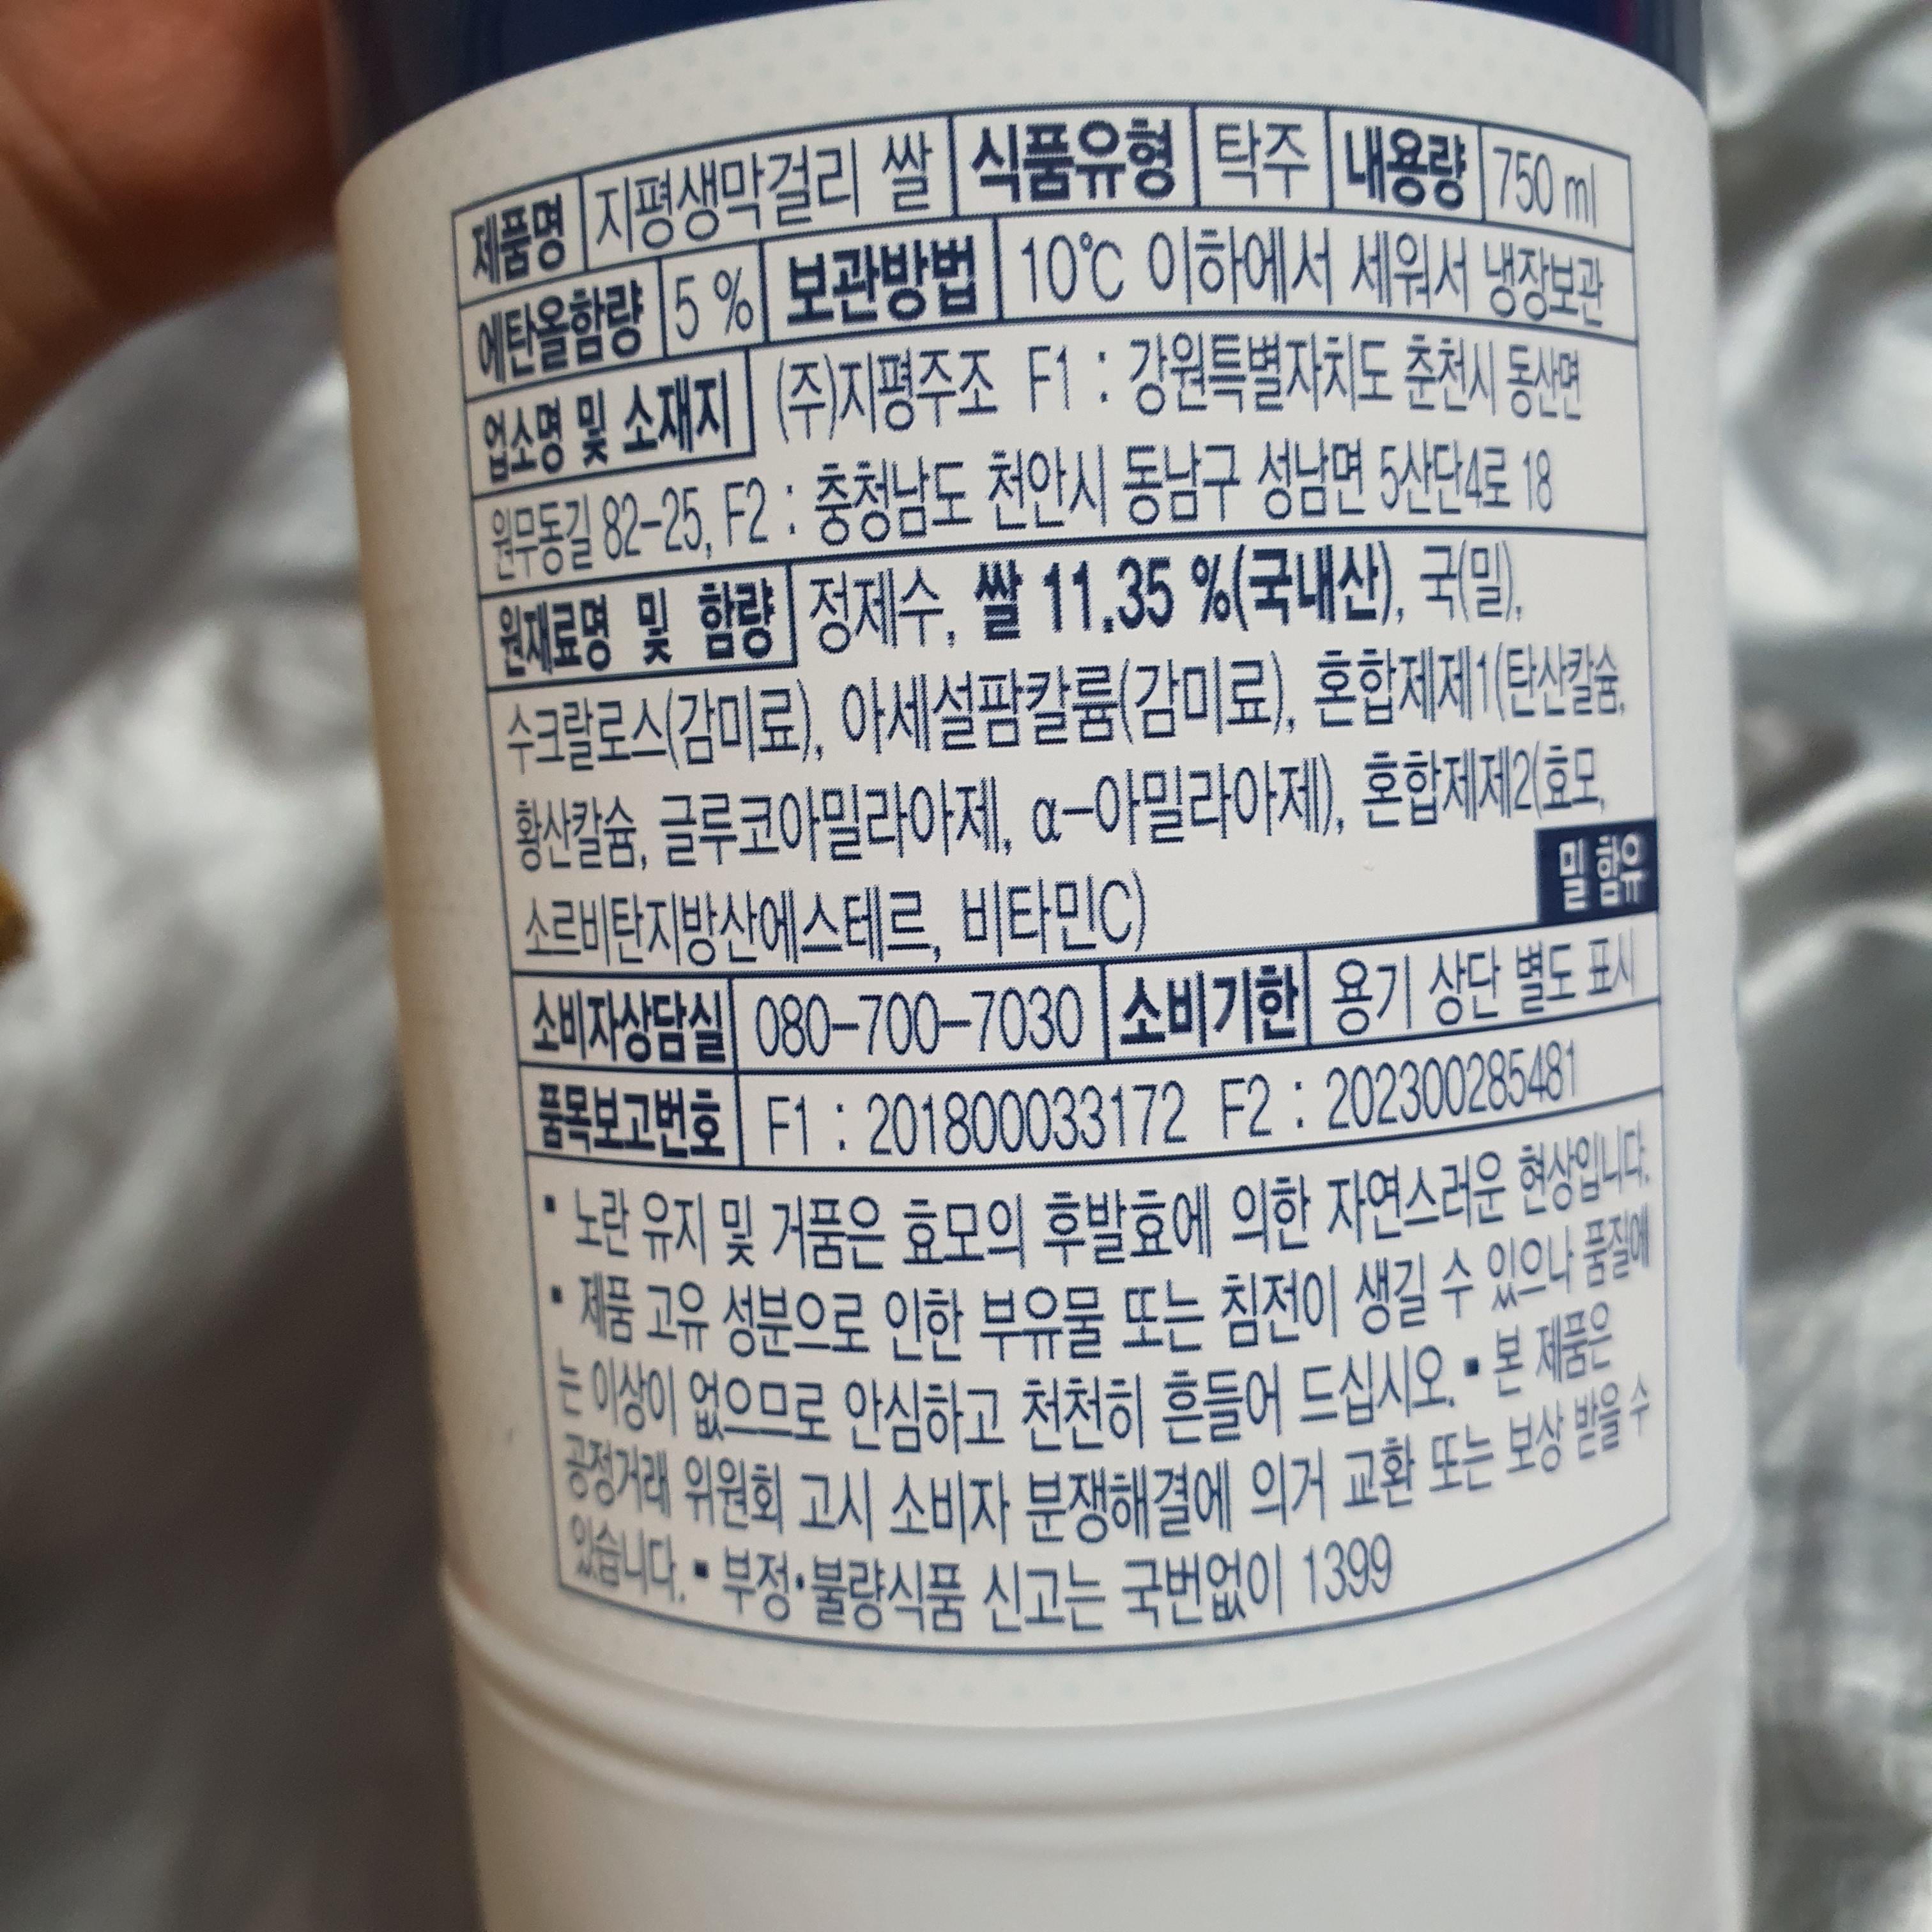 제품명 지평생막걸리 쌀 식품유형 탁주 내용량 750 ml
에탄올함량 5 % 보관방법 10℃ 이하에서 세워서 냉장보관
업소명 및 소재지 (주)지평주조 F1 : 강원특별자치도 춘천시 동산면
원무동길 82-25, F2 : 충청남도 천안시 동남구 성남면 5산단4로 18
원재료명 및 함량 정제수, 쌀 11.35 %(국내산), 국(밀),
수크랄로스(감미료), 아세설팜칼륨(감미료), 혼합제제1(탄산칼슘,
황산칼슘, 글루코아밀라아제, α-아밀라아제), 혼합제제2(효모,
소르비탄지방산에스테르, 비타민C) 밀 함유
소비자상담실 080-700-7030 소비기한 용기 상단 별도 표시
품목보고번호 F1 : 201800033172 F2 : 202300285481
▪ 노란 유지 및 거품은 효모의 후발효에 의한 자연스러운 현상입니다.
▪ 제품 고유 성분으로 인한 부유물 또는 침전이 생길 수 있으나 품질에
는 이상이 없으므로 안심하고 천천히 흔들어 드십시오. ▪ 본 제품은
공정거래 위원회 고시 소비자 분쟁해결에 의거 교환 또는 보상 받을 수
있습니다. ▪ 부정·불량식품 신고는 국번없이 1399